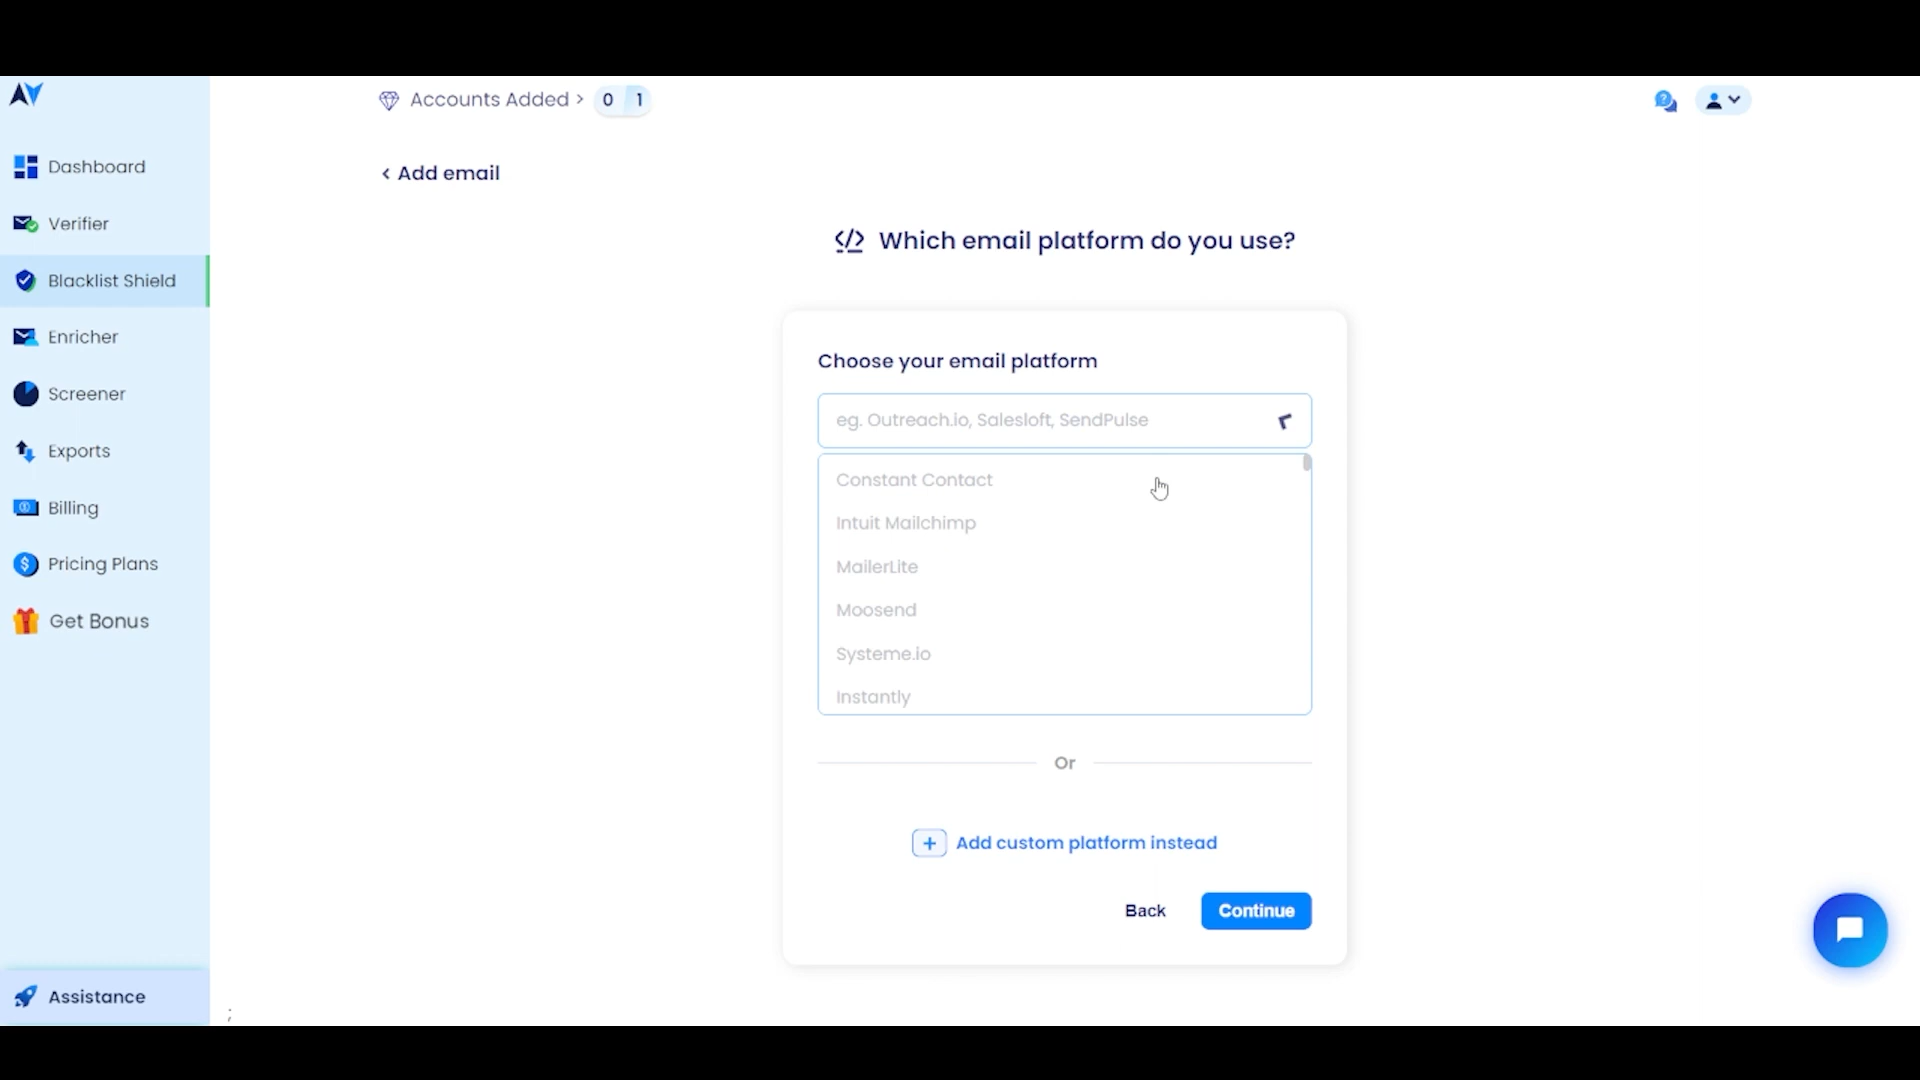 Accounts Added > 0 1
Dashboard
Verifier
Blacklist Shield
Enricher
Screener
Exports
Billing
Pricing Plans
Get Bonus
Assistance
< Add email
Which email platform do you use?
Choose your email platform
eg. Outreach.io, Salesloft, SendPulse
Constant Contact
Intuit Mailchimp
MailerLite
Moosend
Systeme.io
Instantly
Or
+ Add custom platform instead
Back Continue
;